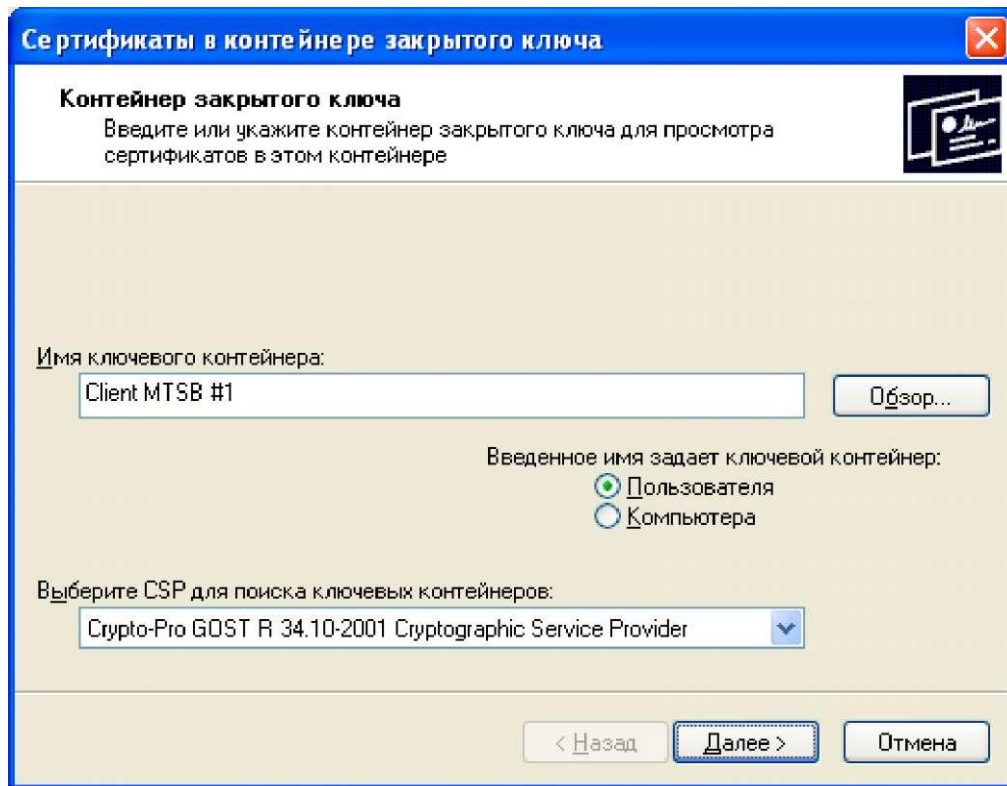 Сертификаты в контейнере закрытого ключа
Контейнер закрытого ключа
Введите или укажите контейнер закрытого ключа для просмотра
сертификатов в этом контейнере
Имя ключевого контейнера:
Client MTSB #1
Обзор...
Введенное имя задает ключевой контейнер:
Пользователя
Компьютера
Выберите CSP для поиска ключевых контейнеров:
Crypto-Pro GOST R 34.10-2001 Cryptographic Service Provider
< Назад
Далее >
Отмена